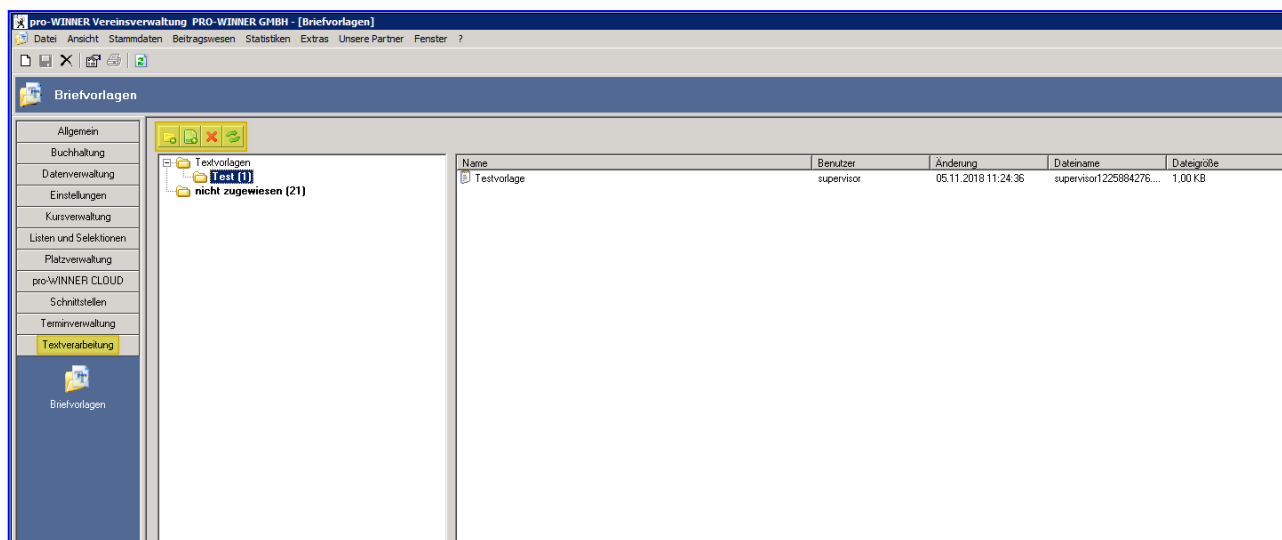 pro-WINNER Vereinsverwaltung PRO-WINNER GMBH - [Briefvorlagen]
Datei Ansicht Stammdaten Beitragswesen Statistiken Extras Unsere Partner Fenster ?
Briefvorlagen
Allgemein
Buchhaltung
Datenverwaltung
Einstellungen
Kursverwaltung
Listen und Selektionen
Platzverwaltung
pro-WINNER CLOUD
Schnittstellen
Terminverwaltung
Textverarbeitung
Briefvorlagen
Textvorlagen
Test (1)
nicht zugewiesen (21)
Name Benutzer Änderung Dateiname Dateigröße
Testvorlage supervisor 05.11.2018 11:24:36 supervisor1225884276.... 1,00 KB